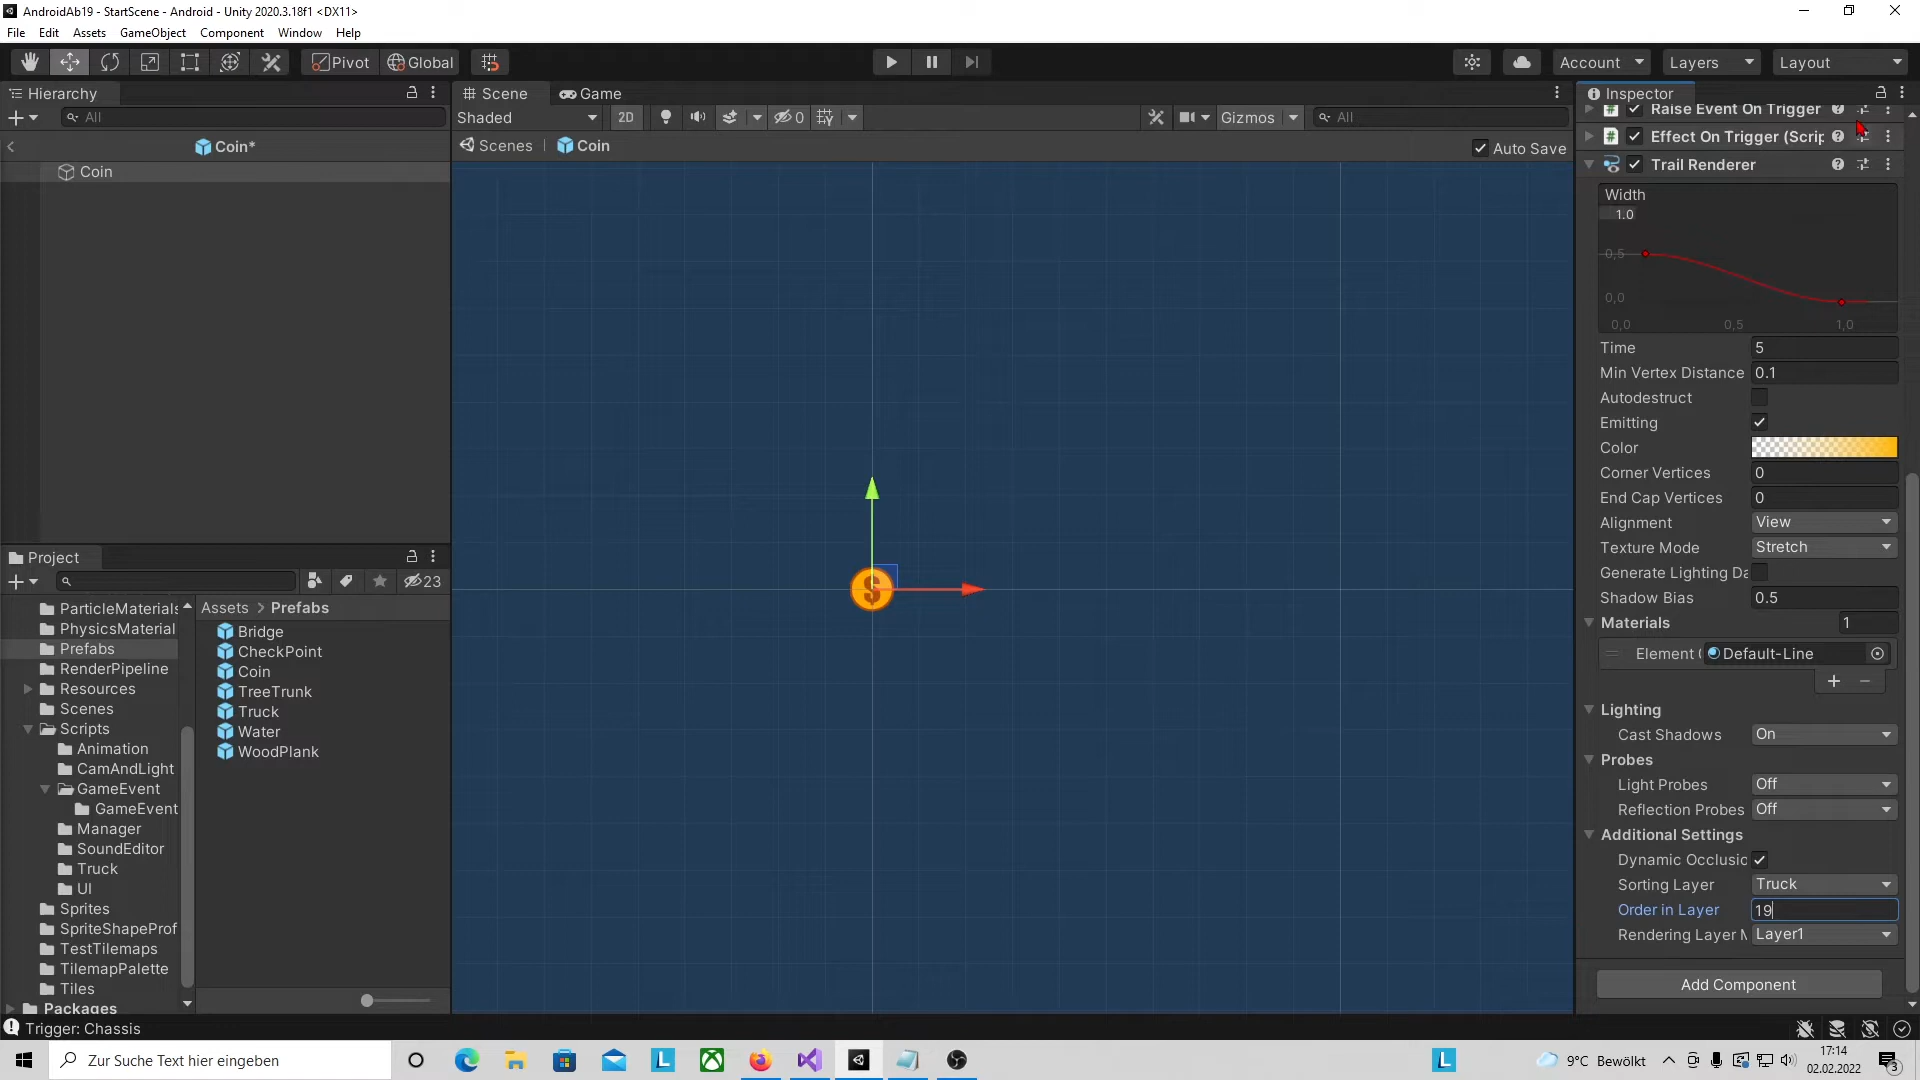 AndroidAb19 - StartScene - Android - Unity 2020.3.18f1 <DX11>
File Edit Assets GameObject Component Window Help
Pivot Global Account Layers Layout
Hierarchy
All
Coin*
Coin
Scene Game
Shaded 2D 0 Gizmos All
Scenes Coin Auto Save
Inspector
Raise Event On Trigger
Effect On Trigger (Scrip
Trail Renderer
Width
1.0
0,5
0,0
0,0 0,5 1,0
Time 5
Min Vertex Distance 0.1
Autodestruct
Emitting
Color
Corner Vertices 0
End Cap Vertices 0
Alignment View
Texture Mode Stretch
Generate Lighting Da
Shadow Bias 0.5
Materials 1
Element Default-Line
Lighting
Cast Shadows On
Probes
Light Probes Off
Reflection Probes Off
Additional Settings
Dynamic Occlusio
Sorting Layer Truck
Order in Layer 19
Rendering Layer M Layer1
Add Component
$
Project
23
ParticleMaterials
PhysicsMaterial
Prefabs
RenderPipeline
Resources
Scenes
Scripts
Animation
CamAndLight
GameEvent
GameEvent
Manager
SoundEditor
Truck
UI
Sprites
SpriteShapeProf
TestTilemaps
TilemapPalette
Tiles
Packages
Assets > Prefabs
Bridge
CheckPoint
Coin
TreeTrunk
Truck
Water
WoodPlank
Trigger: Chassis
Zur Suche Text hier eingeben
L
L
9°C Bewölkt
17:14
02.02.2022
3